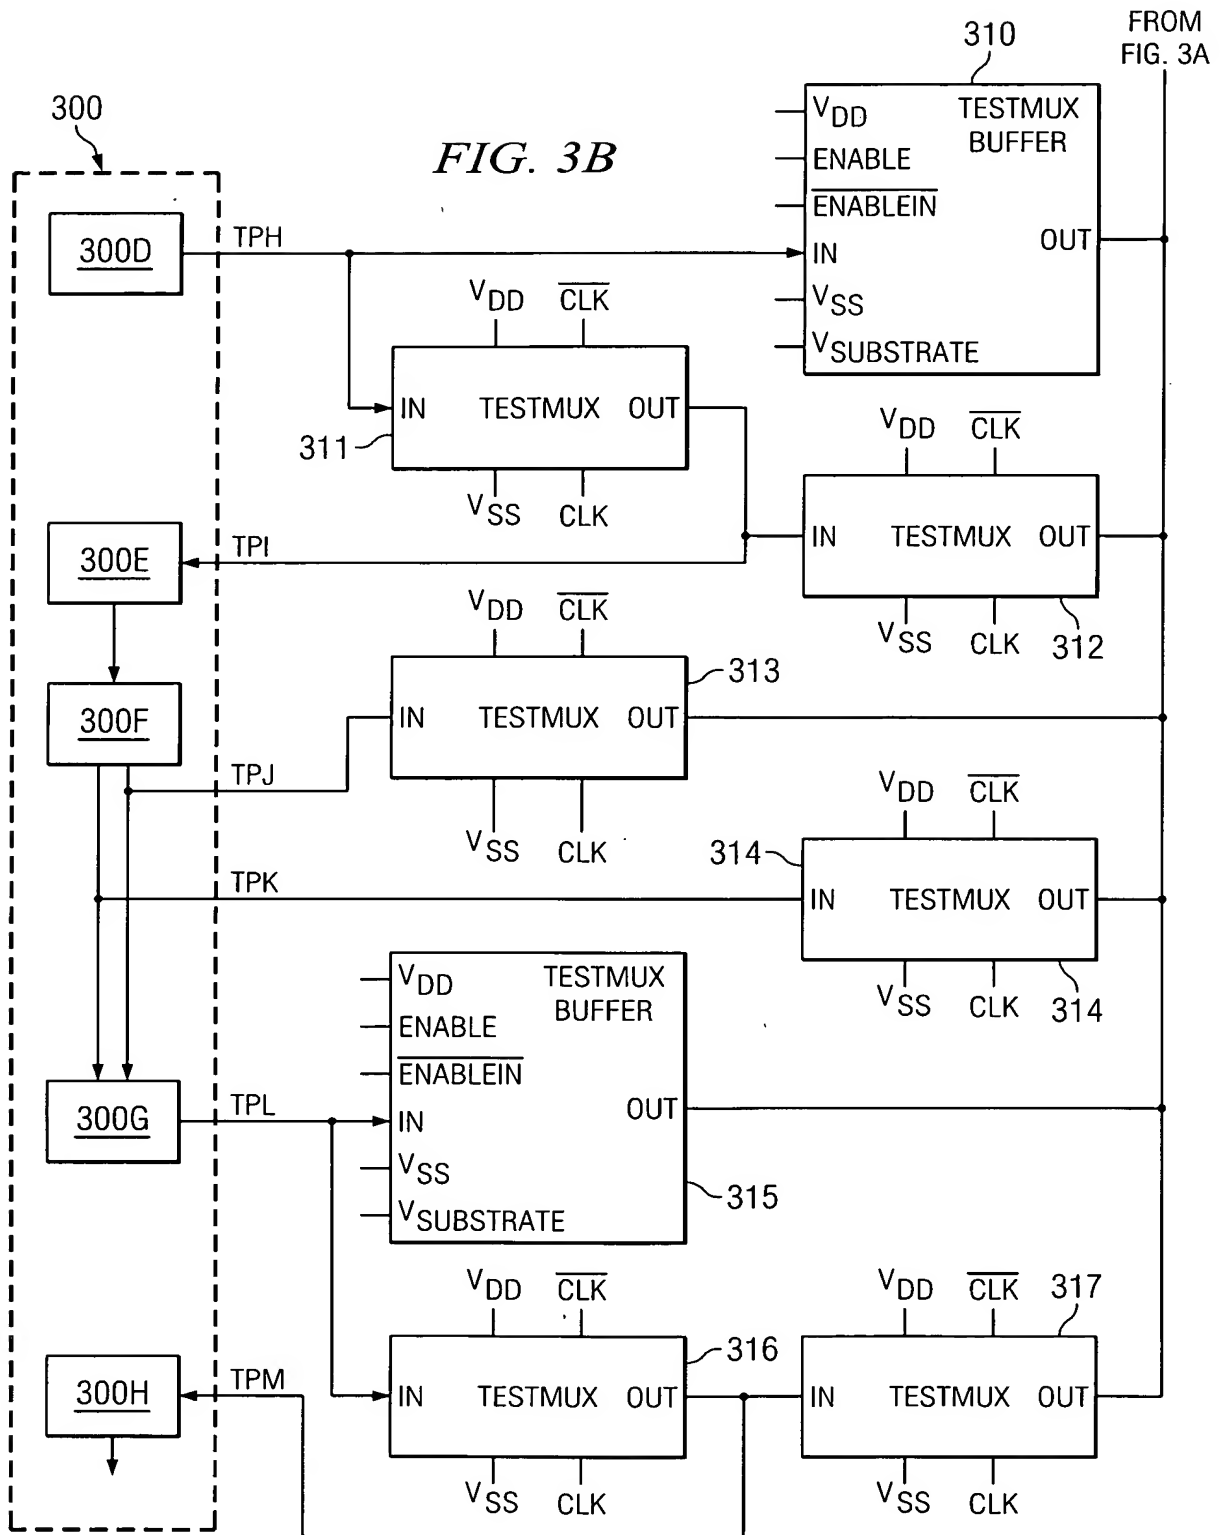 FROM
FIG. 3A
310
300
FIG. 3B
VDD TESTMUX
BUFFER
ENABLE
ENABLEIN
IN OUT
VSS
VSUBSTRATE
300D
TPH
VDD CLK
IN TESTMUX OUT
311
VSS CLK
VDD CLK
IN TESTMUX OUT
VSS CLK
312
300E
TPI
VDD CLK
313
IN TESTMUX OUT
VSS CLK
300F
TPJ
VDD CLK
314
TPK
IN TESTMUX OUT
VSS CLK
314
VDD TESTMUX
BUFFER
ENABLE
ENABLEIN
OUT
IN
VSS
315
VSUBSTRATE
300G
TPL
VDD CLK
316
IN TESTMUX OUT
VSS CLK
VDD CLK
317
IN TESTMUX OUT
VSS CLK
300H
TPM